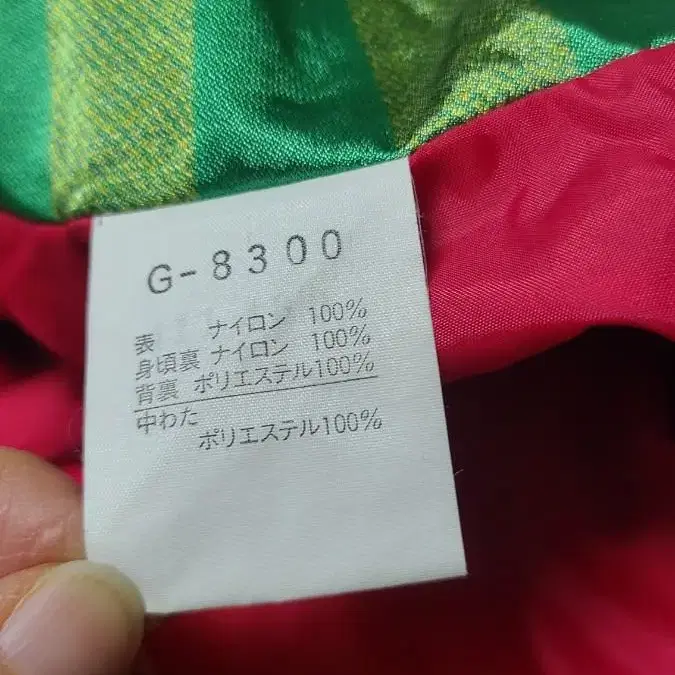 G-8300
表 ナイロン 100%
身頃裏 ナイロン 100%
背裏 ポリエステル100%
中わた
ポリエステル100%